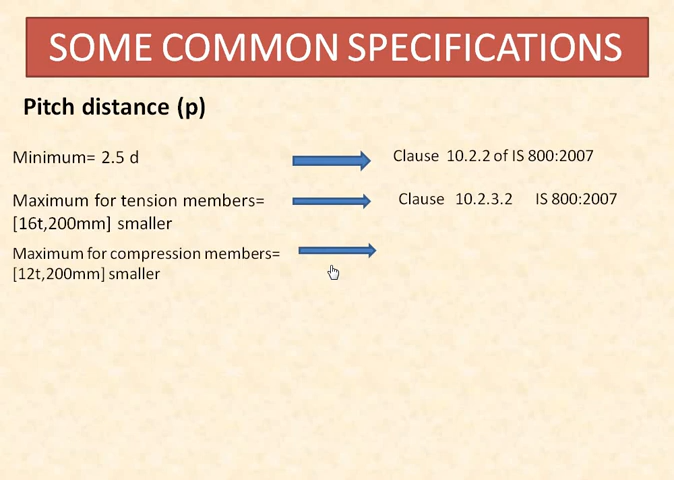 SOME COMMON SPECIFICATIONS
Pitch distance (p)
Minimum= 2.5 d
Clause 10.2.2 of IS 800:2007
Maximum for tension members=
[16t,200mm] smaller
Clause 10.2.3.2 IS 800:2007
Maximum for compression members=
[12t,200mm] smaller